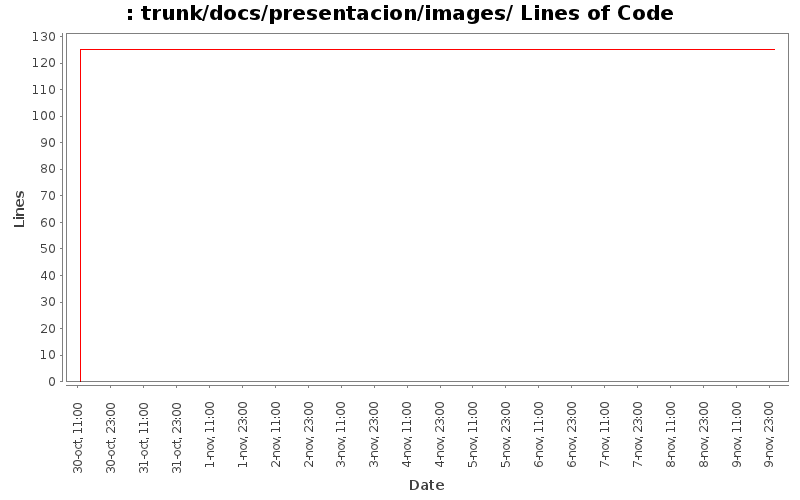 : trunk/docs/presentacion/images/ Lines of Code
130
120
110
100
90
80
70
60
50
40
30
20
10
0
Lines
30-oct, 11:00
30-oct, 23:00
31-oct, 11:00
31-oct, 23:00
1-nov, 11:00
1-nov, 23:00
2-nov, 11:00
2-nov, 23:00
3-nov, 11:00
3-nov, 23:00
4-nov, 11:00
4-nov, 23:00
5-nov, 11:00
5-nov, 23:00
6-nov, 11:00
6-nov, 23:00
7-nov, 11:00
7-nov, 23:00
8-nov, 11:00
8-nov, 23:00
9-nov, 11:00
9-nov, 23:00
Date